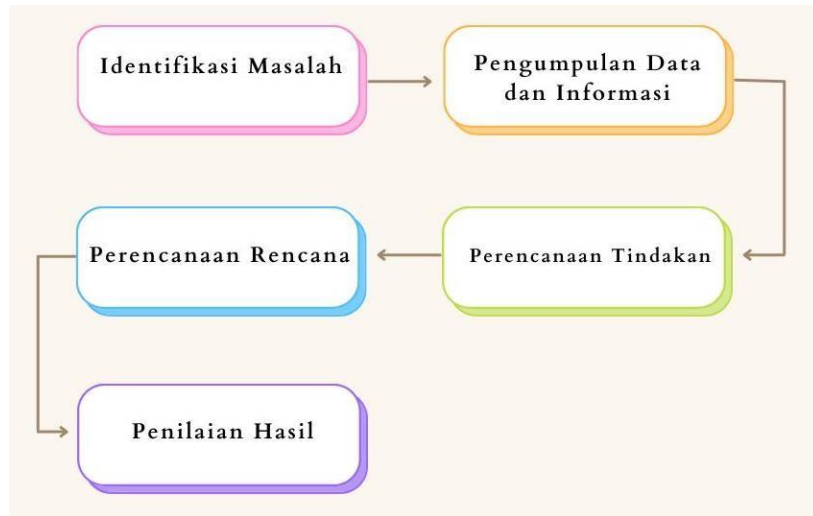 Identifikasi Masalah
Pengumpulan Data
dan Informasi
Perencanaan Tindakan
Perencanaan Rencana
Penilaian Hasil